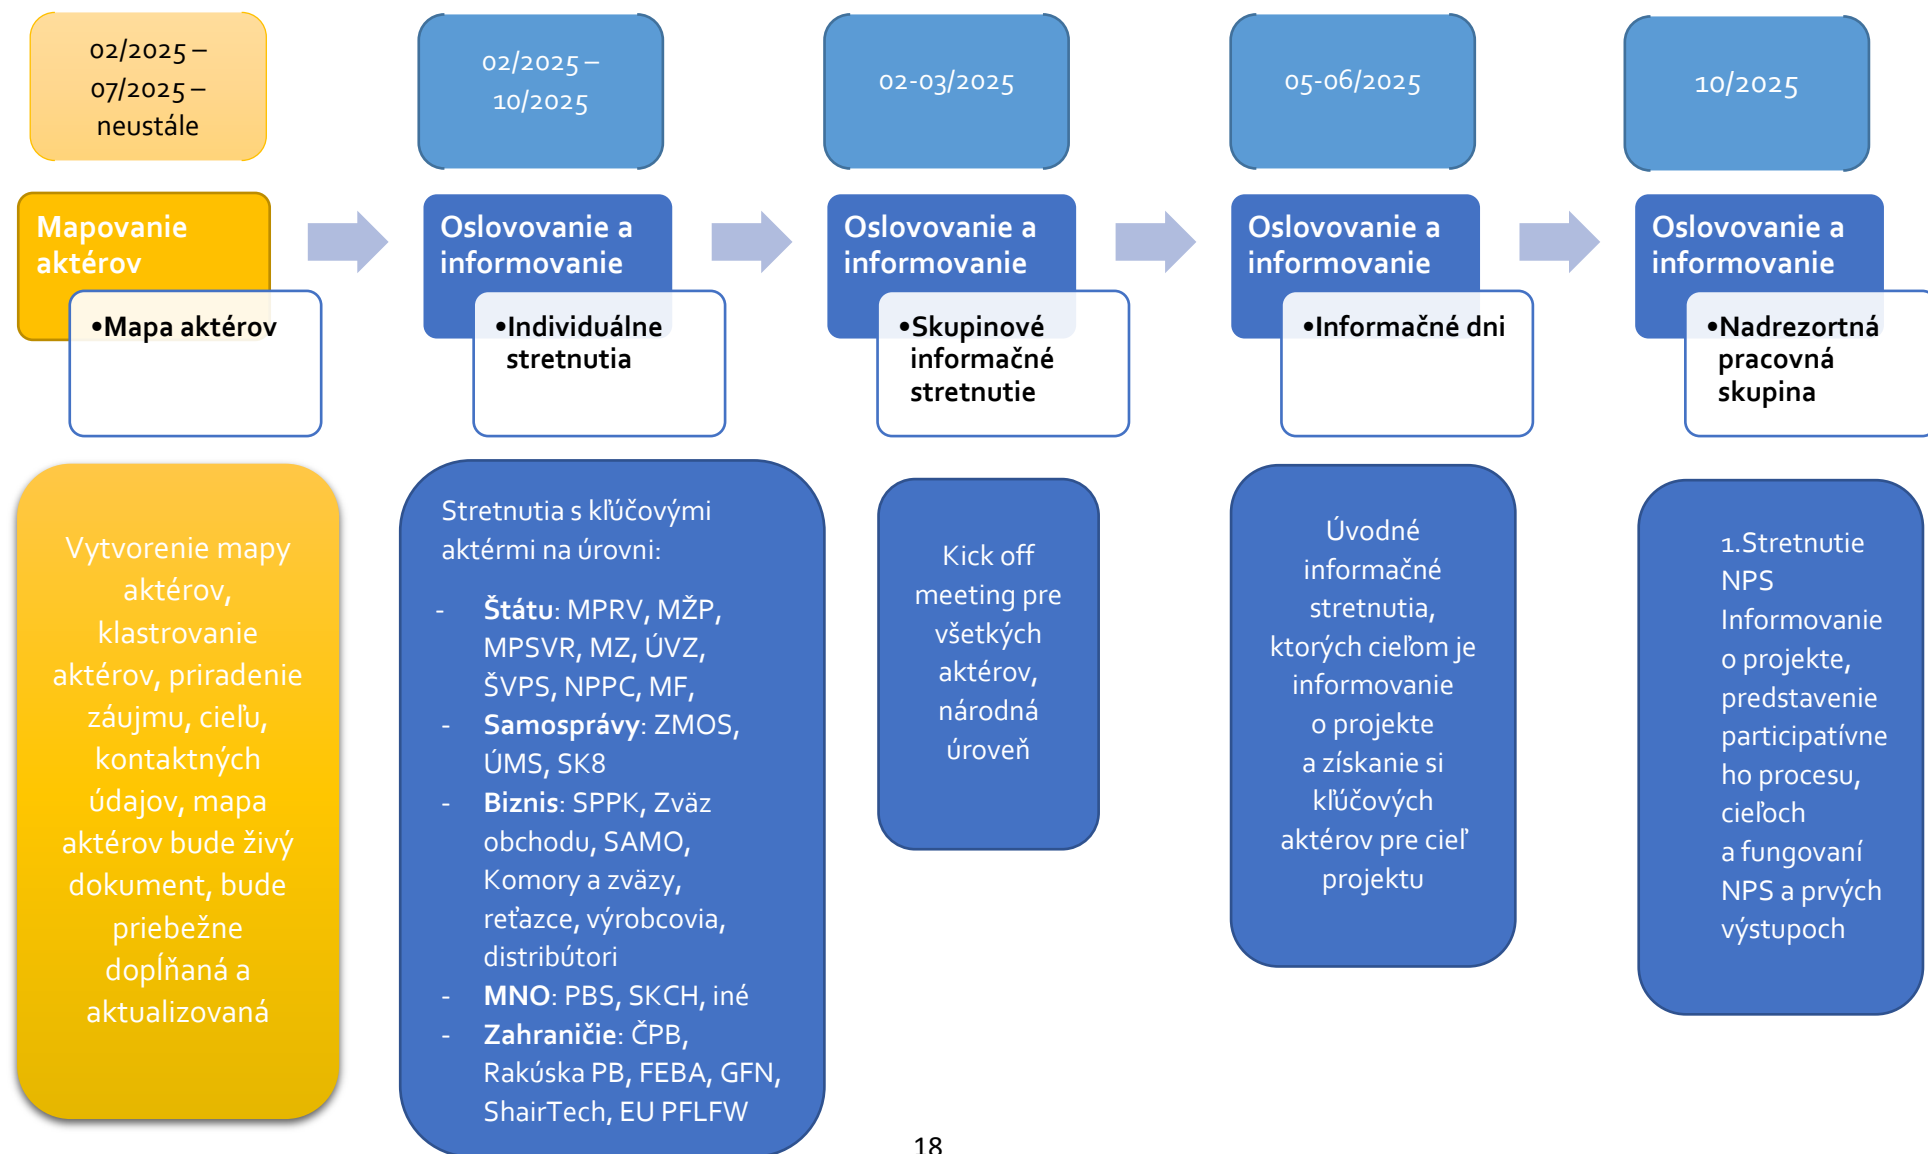 02/2025 –
07/2025 –
neustále
02/2025 –
10/2025
02-03/2025
05-06/2025
10/2025
Mapovanie
aktérov
•Mapa aktérov
Oslovovanie a
informovanie
•Individuálne
stretnutia
Oslovovanie a
informovanie
•Skupinové
informačné
stretnutie
Oslovovanie a
informovanie
•Informačné dni
Oslovovanie a
informovanie
•Nadrezortná
pracovná
skupina
Vytvorenie mapy
aktérov,
klastrovanie
aktérov, priradenie
záujmu, cieľu,
kontaktných
údajov, mapa
aktérov bude živý
dokument, bude
priebežne
dopĺňaná a
aktualizovaná
Stretnutia s kľúčovými
aktérmi na úrovni:
- Štátu: MPRV, MŽP,
MPSVR, MZ, ÚVZ,
ŠVPS, NPPC, MF,
- Samosprávy: ZMOS,
ÚMS, SK8
- Biznis: SPPK, Zväz
obchodu, SAMO,
Komory a zväzy,
reťazce, výrobcovia,
distribútori
- MNO: PBS, SKCH, iné
- Zahraničie: ČPB,
Rakúska PB, FEBA, GFN,
ShairTech, EU PFLFW
Kick off
meeting pre
všetkých
aktérov,
národná
úroveň
Úvodné
informačné
stretnutia,
ktorých cieľom je
informovanie
o projekte
a získanie si
kľúčových
aktérov pre cieľ
projektu
1.Stretnutie
NPS
Informovanie
o projekte,
predstavenie
participatívne
ho procesu,
cieľoch
a fungovaní
NPS a prvých
výstupoch
18